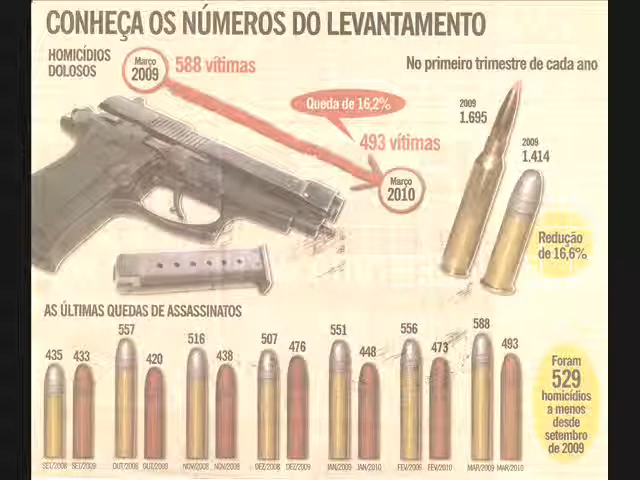 CONHEÇA OS NÚMEROS DO LEVANTAMENTO
HOMICÍDIOS
DOLOSOS
Março
2009
588 vítimas
Queda de 16,2%
493 vítimas
Março
2010
No primeiro trimestre de cada ano
2009
1.695
2009
1.414
Redução
de 16,6%
AS ÚLTIMAS QUEDAS DE ASSASSINATOS
435 433 557 420 516 438 507 476 551 448 556 473 588 493
SET/2008 SET/2009 OUT/2008 OUT/2009 NOV/2008 NOV/2009 DEZ/2008 DEZ/2009 JAN/2009 JAN/2010 FEV/2009 FEV/2010 MAR/2009 MAR/2010
Foram
529
homicídios
a menos
desde
setembro
de 2009